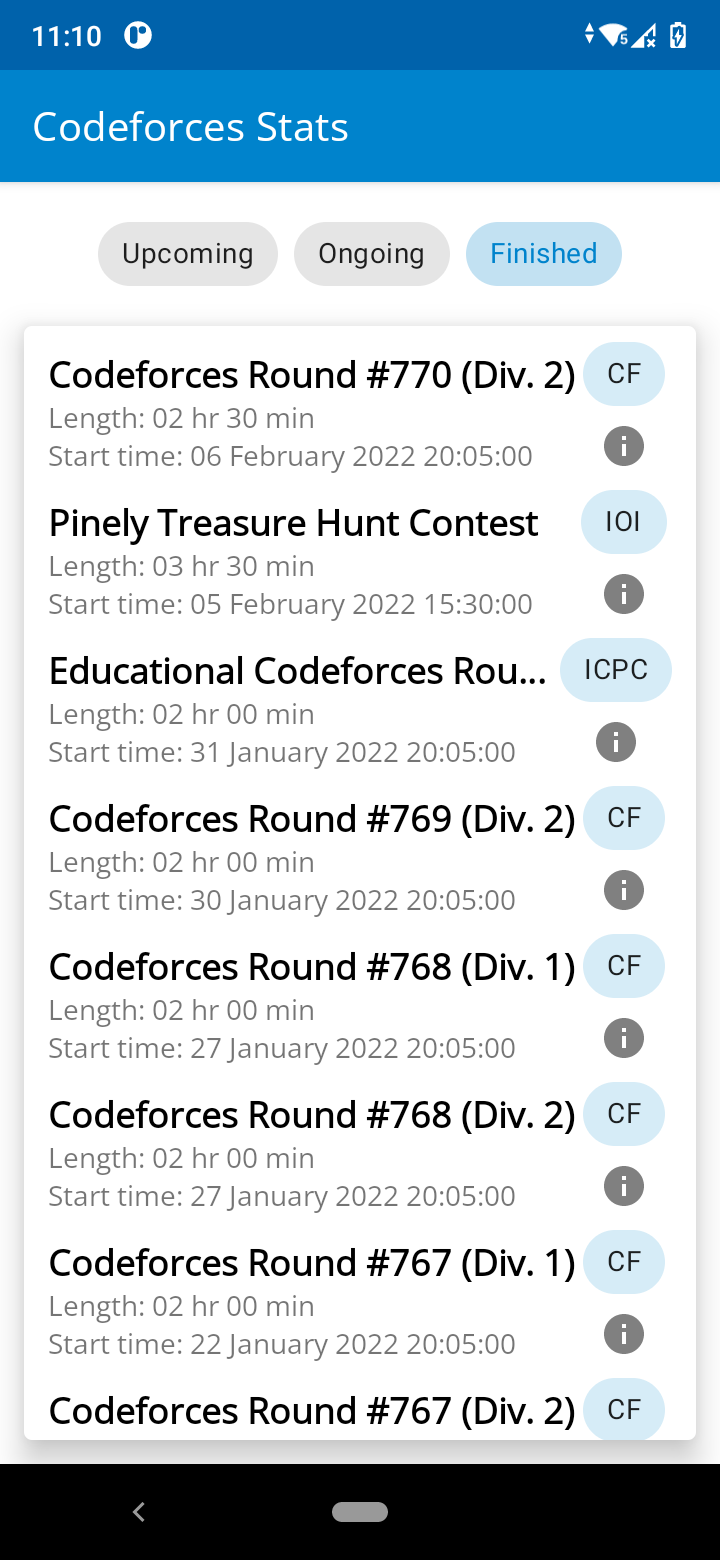 11:10
Codeforces Stats
Upcoming Ongoing Finished
Codeforces Round #770 (Div. 2) CF
Length: 02 hr 30 min
Start time: 06 February 2022 20:05:00
Pinely Treasure Hunt Contest IOI
Length: 03 hr 30 min
Start time: 05 February 2022 15:30:00
Educational Codeforces Rou... ICPC
Length: 02 hr 00 min
Start time: 31 January 2022 20:05:00
Codeforces Round #769 (Div. 2) CF
Length: 02 hr 00 min
Start time: 30 January 2022 20:05:00
Codeforces Round #768 (Div. 1) CF
Length: 02 hr 00 min
Start time: 27 January 2022 20:05:00
Codeforces Round #768 (Div. 2) CF
Length: 02 hr 00 min
Start time: 27 January 2022 20:05:00
Codeforces Round #767 (Div. 1) CF
Length: 02 hr 00 min
Start time: 22 January 2022 20:05:00
Codeforces Round #767 (Div. 2) CF